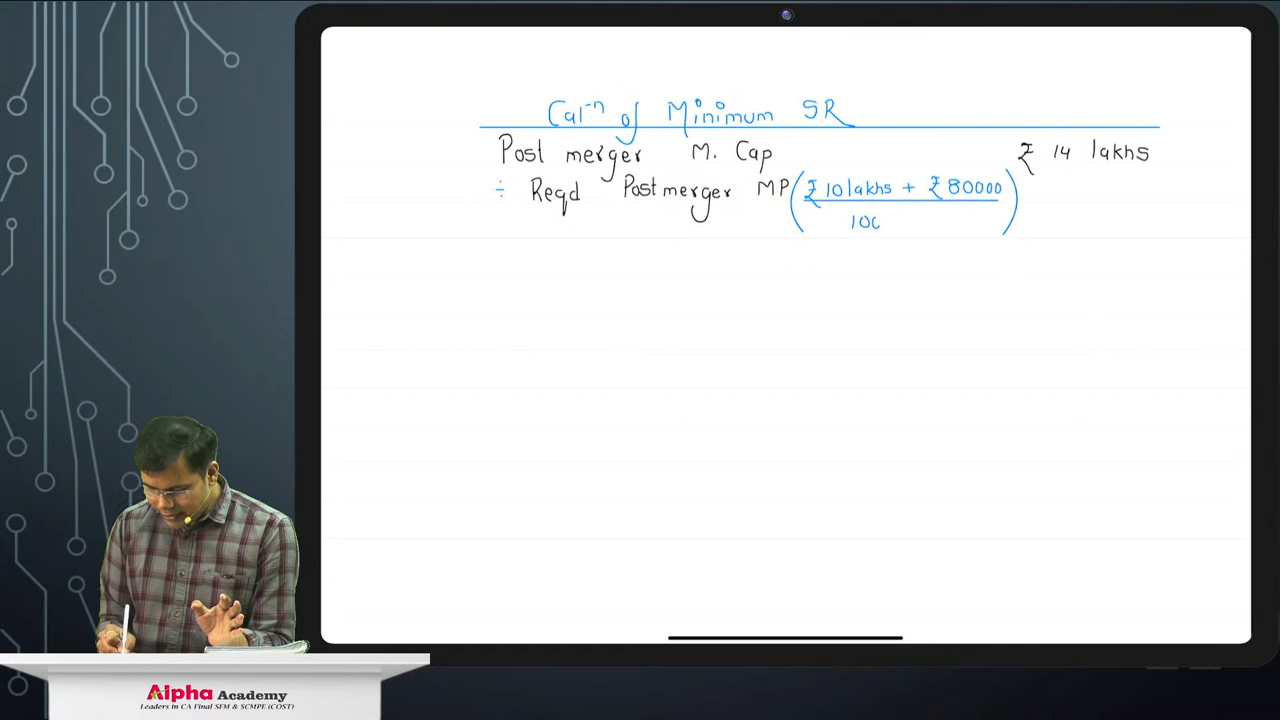 Cal⁻ⁿ of Minimum SR
Post merger M. Cap ₹ 14 lakhs
÷ Reqd Post merger MP (₹ 10 lakhs + ₹ 80000
100)
Alpha Academy
Leaders in CA Final SFM & SCMPE (COST)